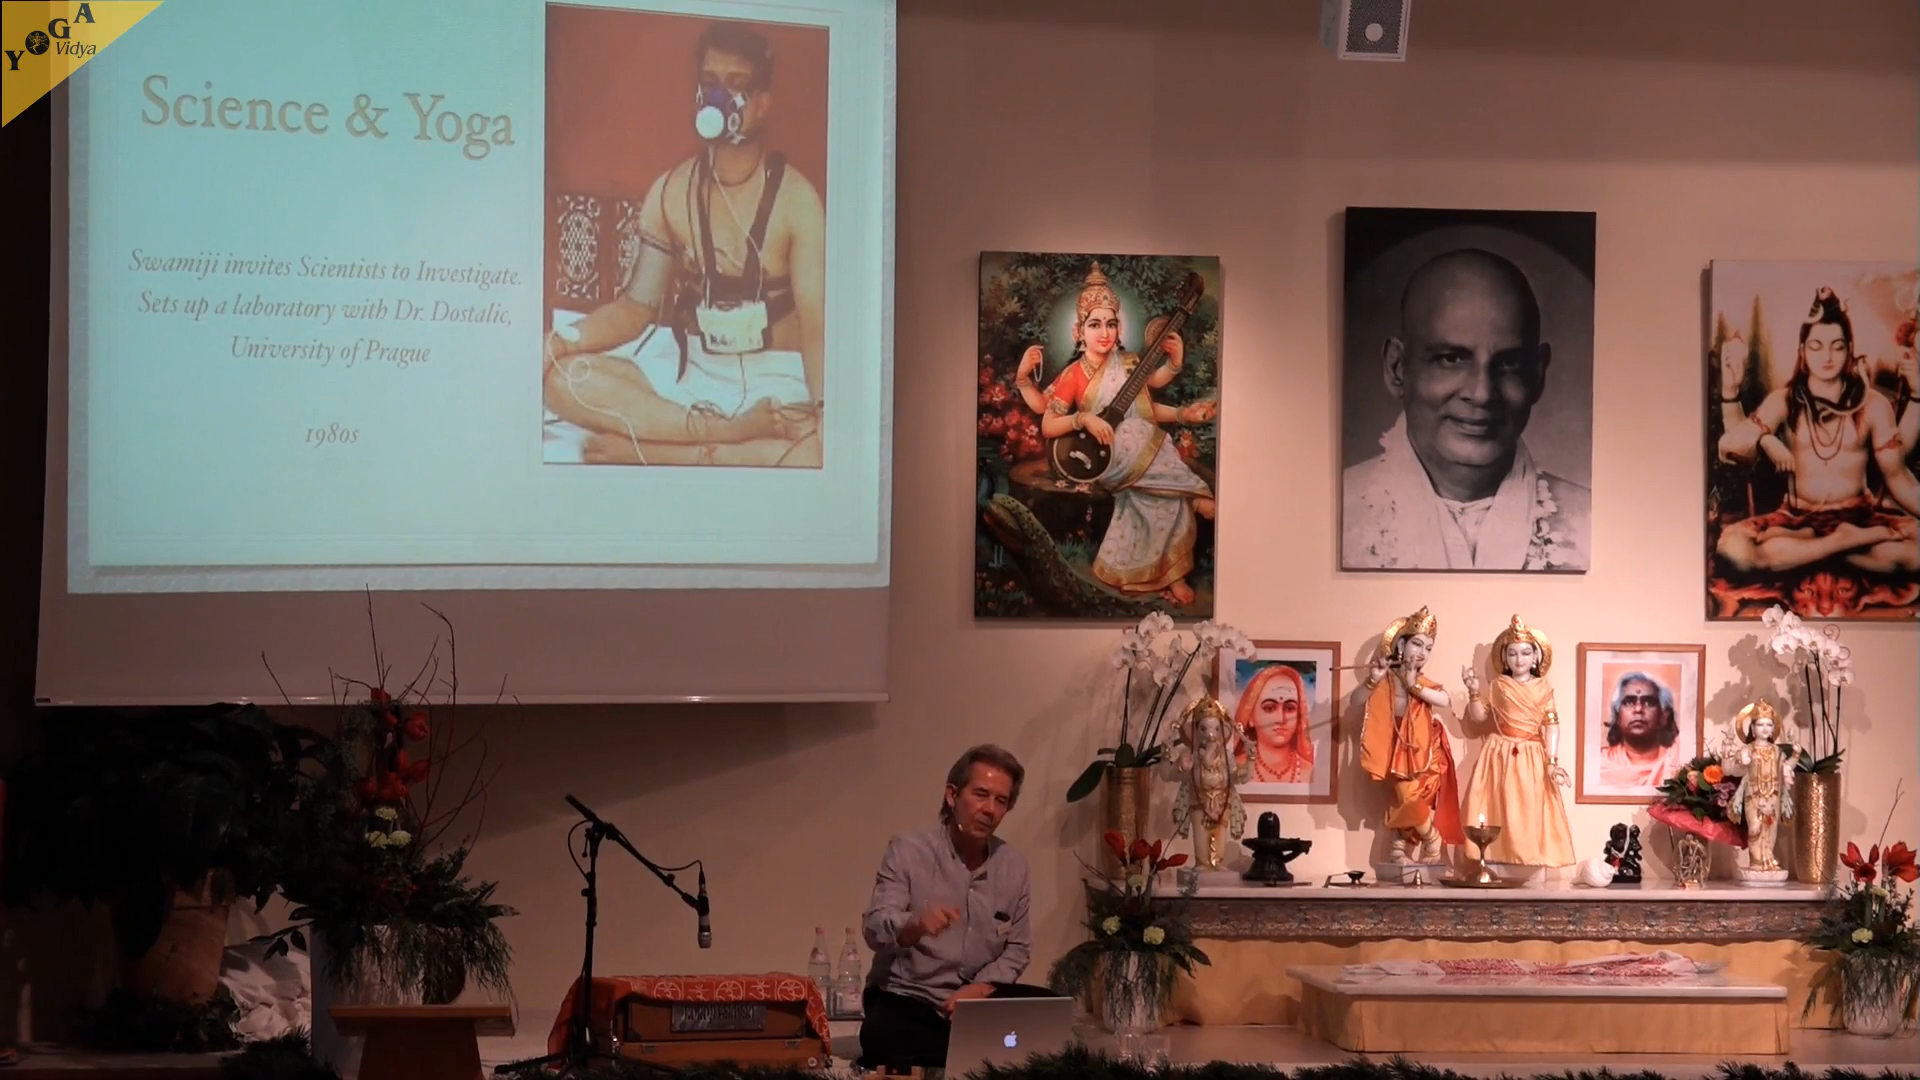 YOGA
Vidya
Science & Yoga
Swamiji invites Scientists to Investigate.
Sets up a laboratory with Dr. Dostalic,
University of Prague
1980s